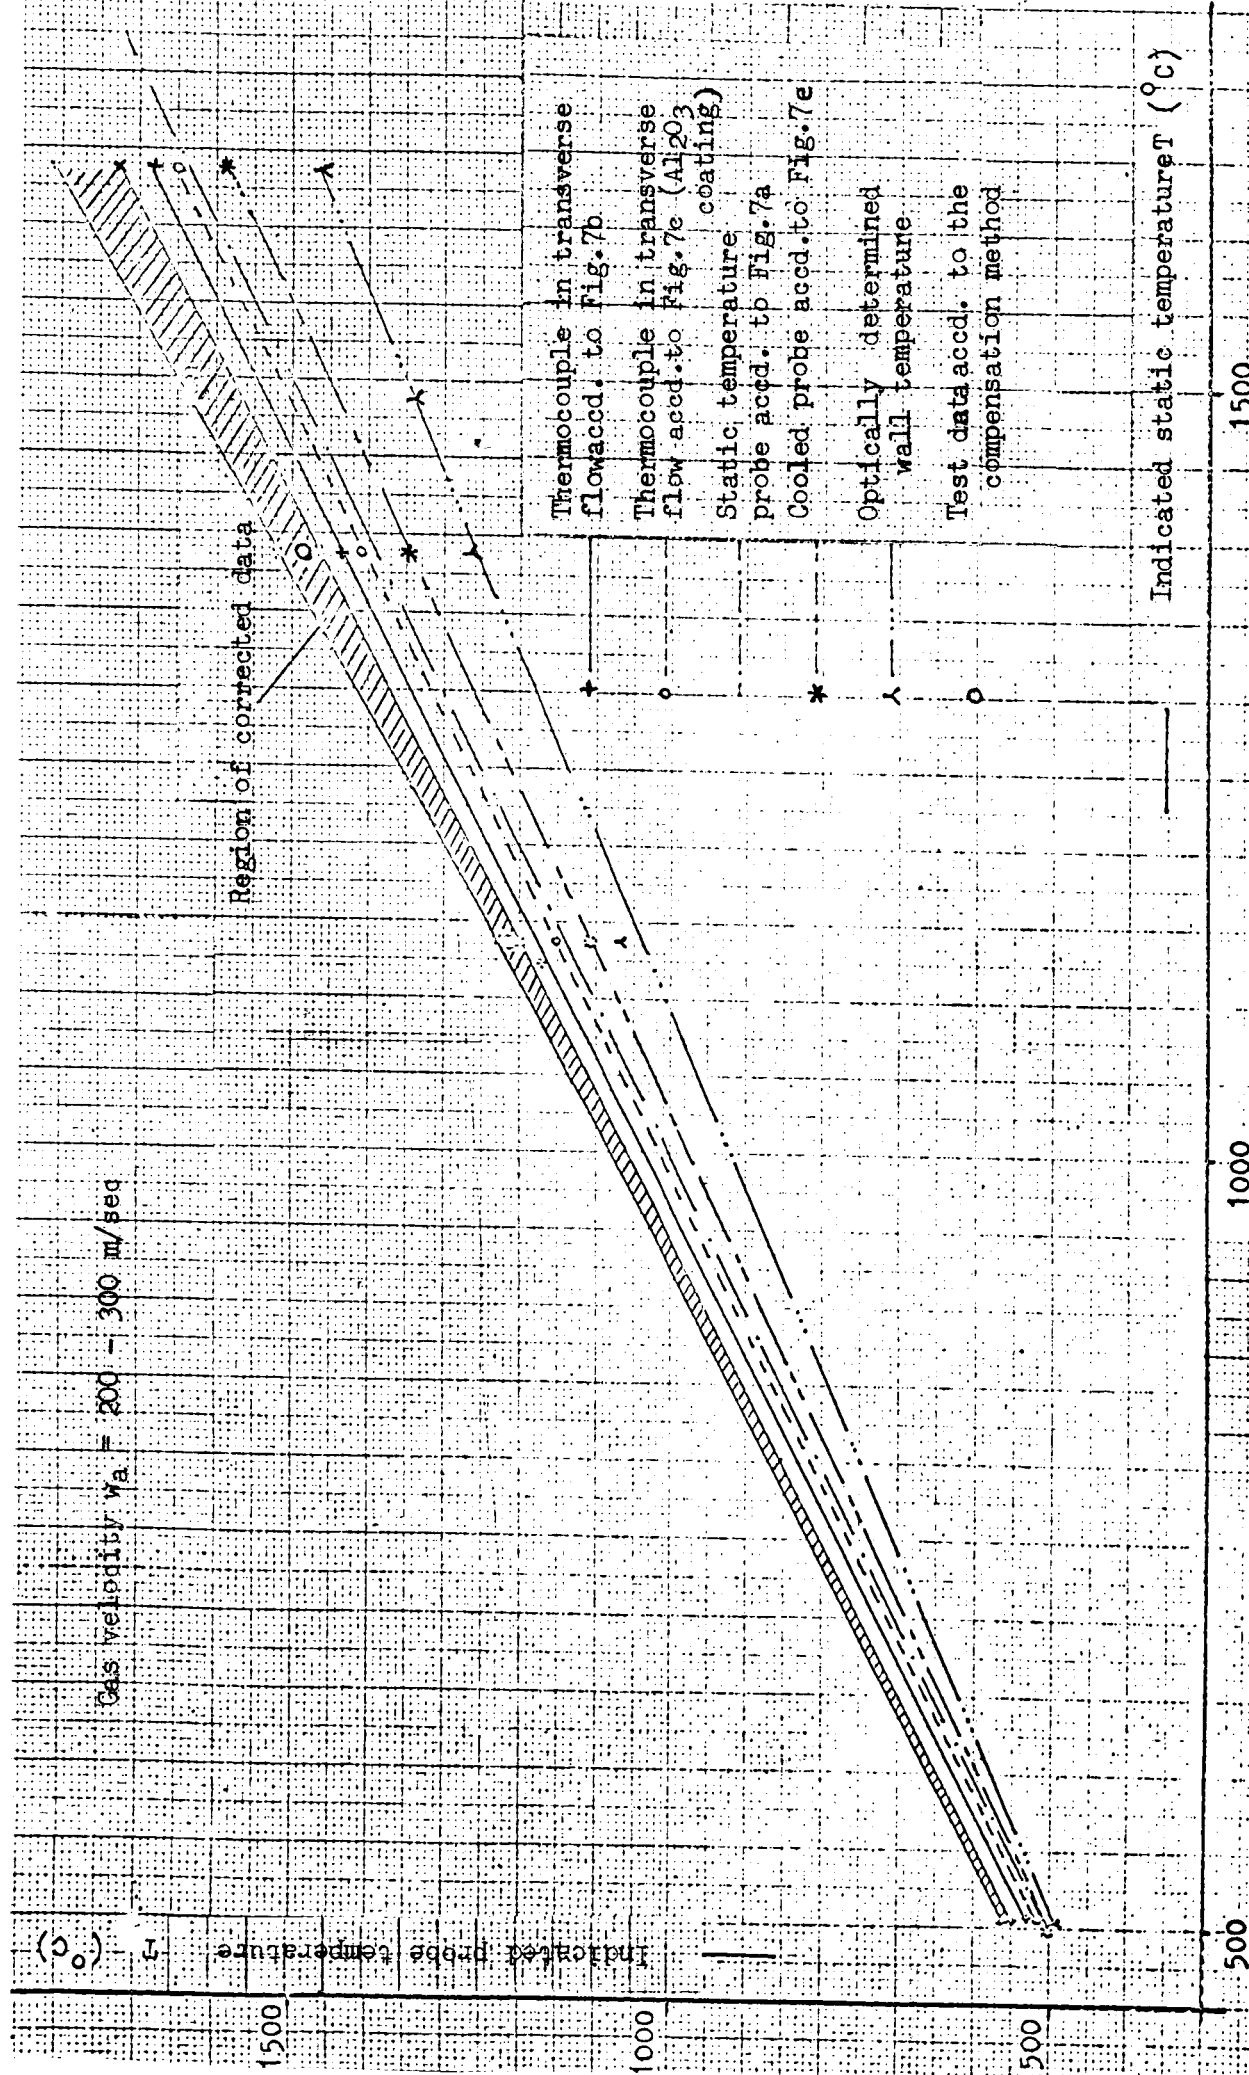 Gas velocity wa = 200 - 300 m/sec
Region of corrected data
Thermocouple in transverse
flowaccd. to Fig.7b
Thermocouple in transverse
flow accd.to Fig.7c (Al2O3
coating)
Static temperature
probe accd. to Fig.7a
Cooled probe accd.to Fig.7e
Optically determined
wall temperature
Test dataaccd. to the
compensation method
Indicated static temperatureT (°C)
Indicated probe temperature T (°C)
1500
1000
500
500
1000
1500